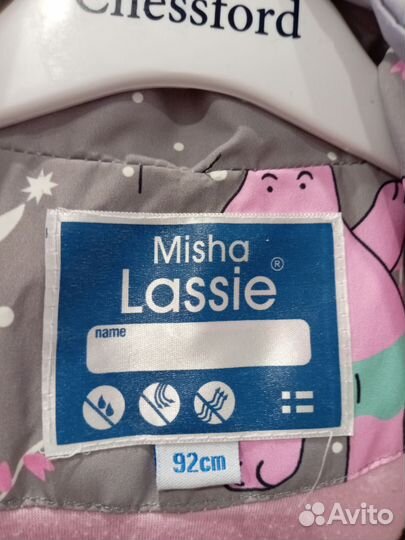 Chessford
Misha
Lassie®
name
92cm
Avito